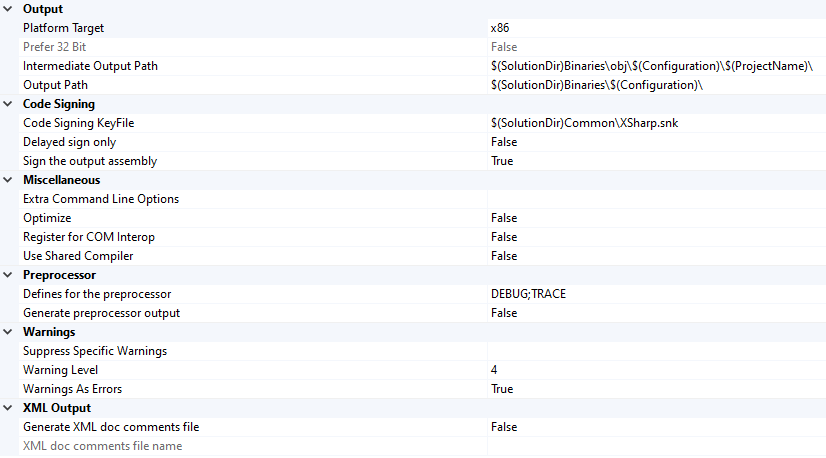 Output
Platform Target x86
Prefer 32 Bit False
Intermediate Output Path $(SolutionDir)Binaries\obj\$(Configuration)\$(ProjectName)\
Output Path $(SolutionDir)Binaries\$(Configuration)\
Code Signing
Code Signing KeyFile $(SolutionDir)Common\XSharp.snk
Delayed sign only False
Sign the output assembly True
Miscellaneous
Extra Command Line Options
Optimize False
Register for COM Interop False
Use Shared Compiler False
Preprocessor
Defines for the preprocessor DEBUG;TRACE
Generate preprocessor output False
Warnings
Suppress Specific Warnings
Warning Level 4
Warnings As Errors True
XML Output
Generate XML doc comments file False
XML doc comments file name